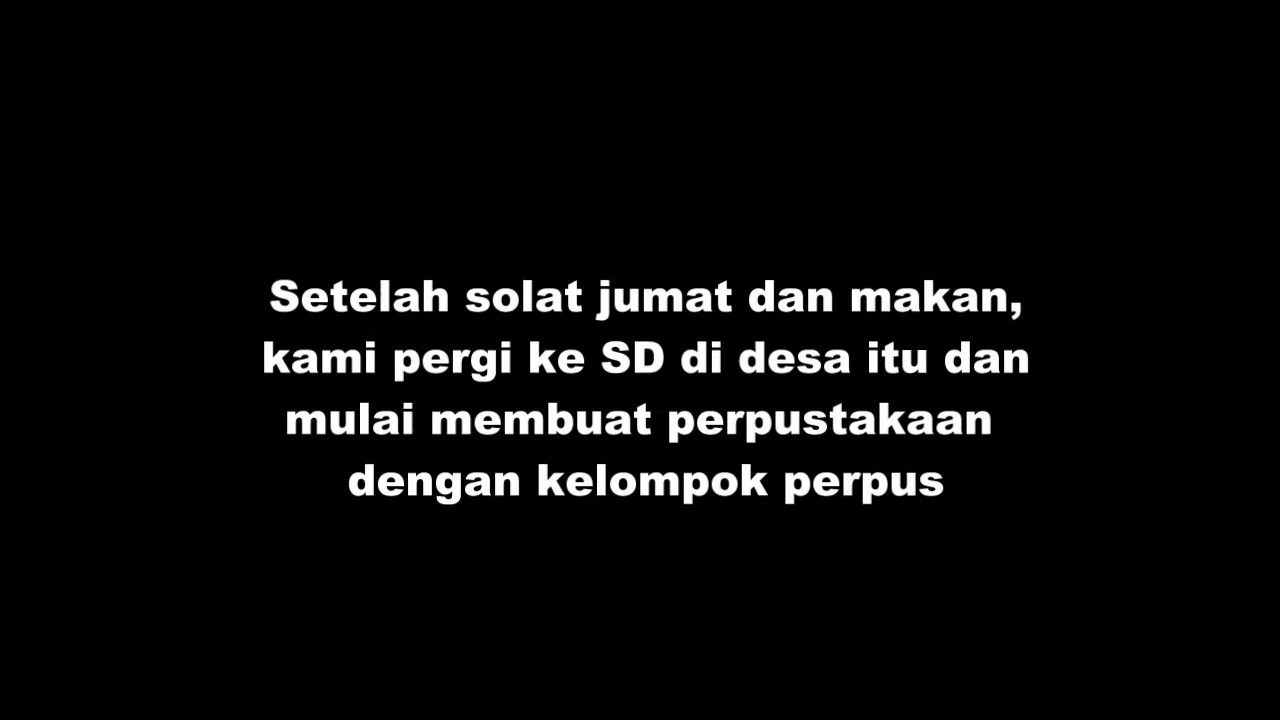 Setelah solat jumat dan makan,
kami pergi ke SD di desa itu dan
mulai membuat perpustakaan
dengan kelompok perpus